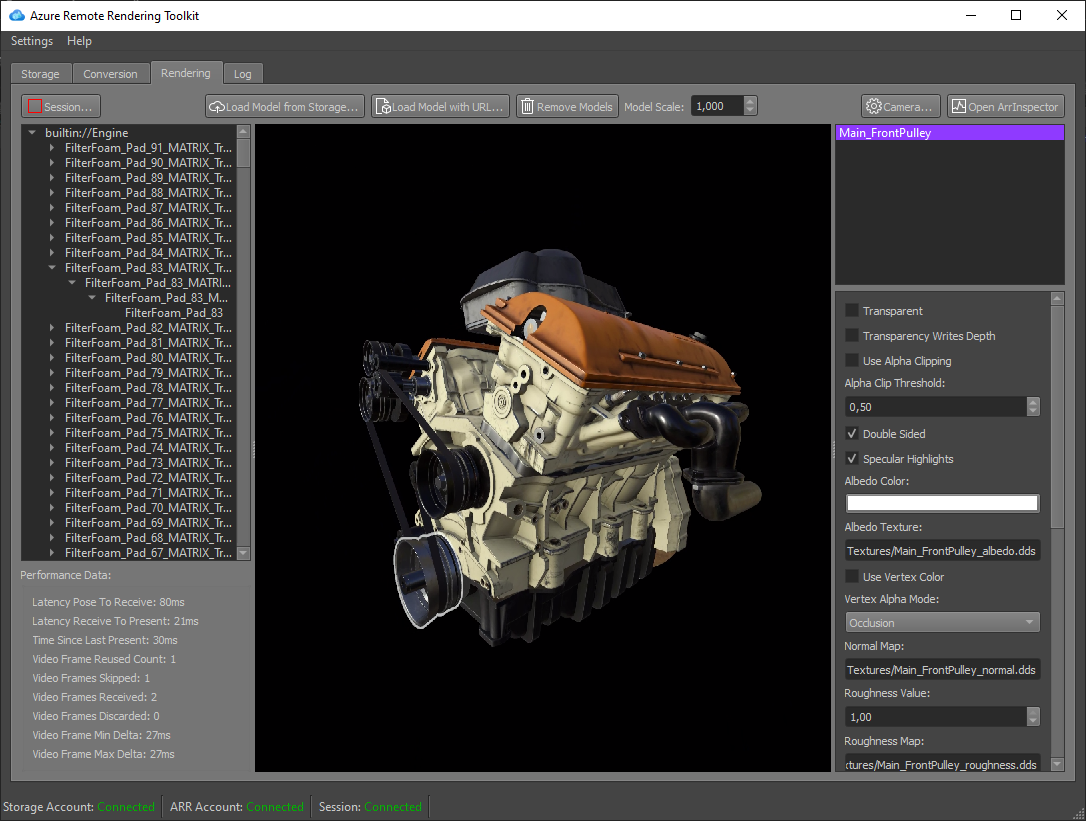 Azure Remote Rendering Toolkit
Settings Help
Storage Conversion Rendering Log
Session... Load Model from Storage... Load Model with URL... Remove Models Model Scale: 1,000 Camera... Open ArrInspector
builtin://Engine
FilterFoam_Pad_91_MATRIX_Tr...
FilterFoam_Pad_90_MATRIX_Tr...
FilterFoam_Pad_89_MATRIX_Tr...
FilterFoam_Pad_88_MATRIX_Tr...
FilterFoam_Pad_87_MATRIX_Tr...
FilterFoam_Pad_86_MATRIX_Tr...
FilterFoam_Pad_85_MATRIX_Tr...
FilterFoam_Pad_84_MATRIX_Tr...
FilterFoam_Pad_83_MATRIX_Tr...
FilterFoam_Pad_83_MATRI...
FilterFoam_Pad_83_M...
FilterFoam_Pad_83
FilterFoam_Pad_82_MATRIX_Tr...
FilterFoam_Pad_81_MATRIX_Tr...
FilterFoam_Pad_80_MATRIX_Tr...
FilterFoam_Pad_79_MATRIX_Tr...
FilterFoam_Pad_78_MATRIX_Tr...
FilterFoam_Pad_77_MATRIX_Tr...
FilterFoam_Pad_76_MATRIX_Tr...
FilterFoam_Pad_75_MATRIX_Tr...
FilterFoam_Pad_74_MATRIX_Tr...
FilterFoam_Pad_73_MATRIX_Tr...
FilterFoam_Pad_72_MATRIX_Tr...
FilterFoam_Pad_71_MATRIX_Tr...
FilterFoam_Pad_70_MATRIX_Tr...
FilterFoam_Pad_69_MATRIX_Tr...
FilterFoam_Pad_68_MATRIX_Tr...
FilterFoam_Pad_67_MATRIX_Tr...
Performance Data:
Latency Pose To Receive: 80ms
Latency Receive To Present: 21ms
Time Since Last Present: 30ms
Video Frame Reused Count: 1
Video Frames Skipped: 1
Video Frames Received: 2
Video Frames Discarded: 0
Video Frame Min Delta: 27ms
Video Frame Max Delta: 27ms
Main_FrontPulley
Transparent
Transparency Writes Depth
Use Alpha Clipping
Alpha Clip Threshold:
0,50
Double Sided
Specular Highlights
Albedo Color:
Albedo Texture:
Textures/Main_FrontPulley_albedo.dds
Use Vertex Color
Vertex Alpha Mode:
Occlusion
Normal Map:
Textures/Main_FrontPulley_normal.dds
Roughness Value:
1,00
Roughness Map:
xtures/Main_FrontPulley_roughness.dds
Storage Account: Connected ARR Account: Connected Session: Connected